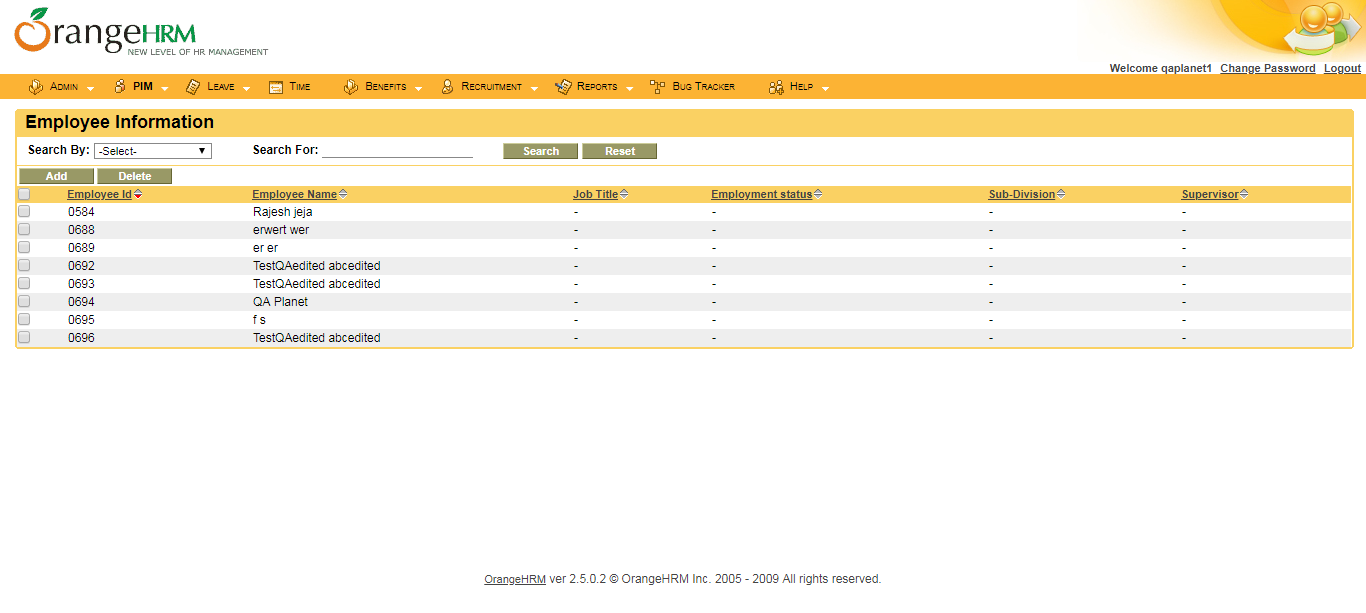 OrangeHRM
NEW LEVEL OF HR MANAGEMENT
Welcome qaplanet1 Change Password Logout
ADMIN PIM LEAVE TIME BENEFITS RECRUITMENT REPORTS BUG TRACKER HELP
Employee Information
Search By: -Select- Search For: Search Reset
Add Delete
Employee Id Employee Name Job Title Employment status Sub-Division Supervisor
0584 Rajesh jeja - - - -
0688 erwert wer - - - -
0689 er er - - - -
0692 TestQAedited abcedited - - - -
0693 TestQAedited abcedited - - - -
0694 QA Planet - - - -
0695 f s - - - -
0696 TestQAedited abcedited - - - -
OrangeHRM ver 2.5.0.2 © OrangeHRM Inc. 2005 - 2009 All rights reserved.